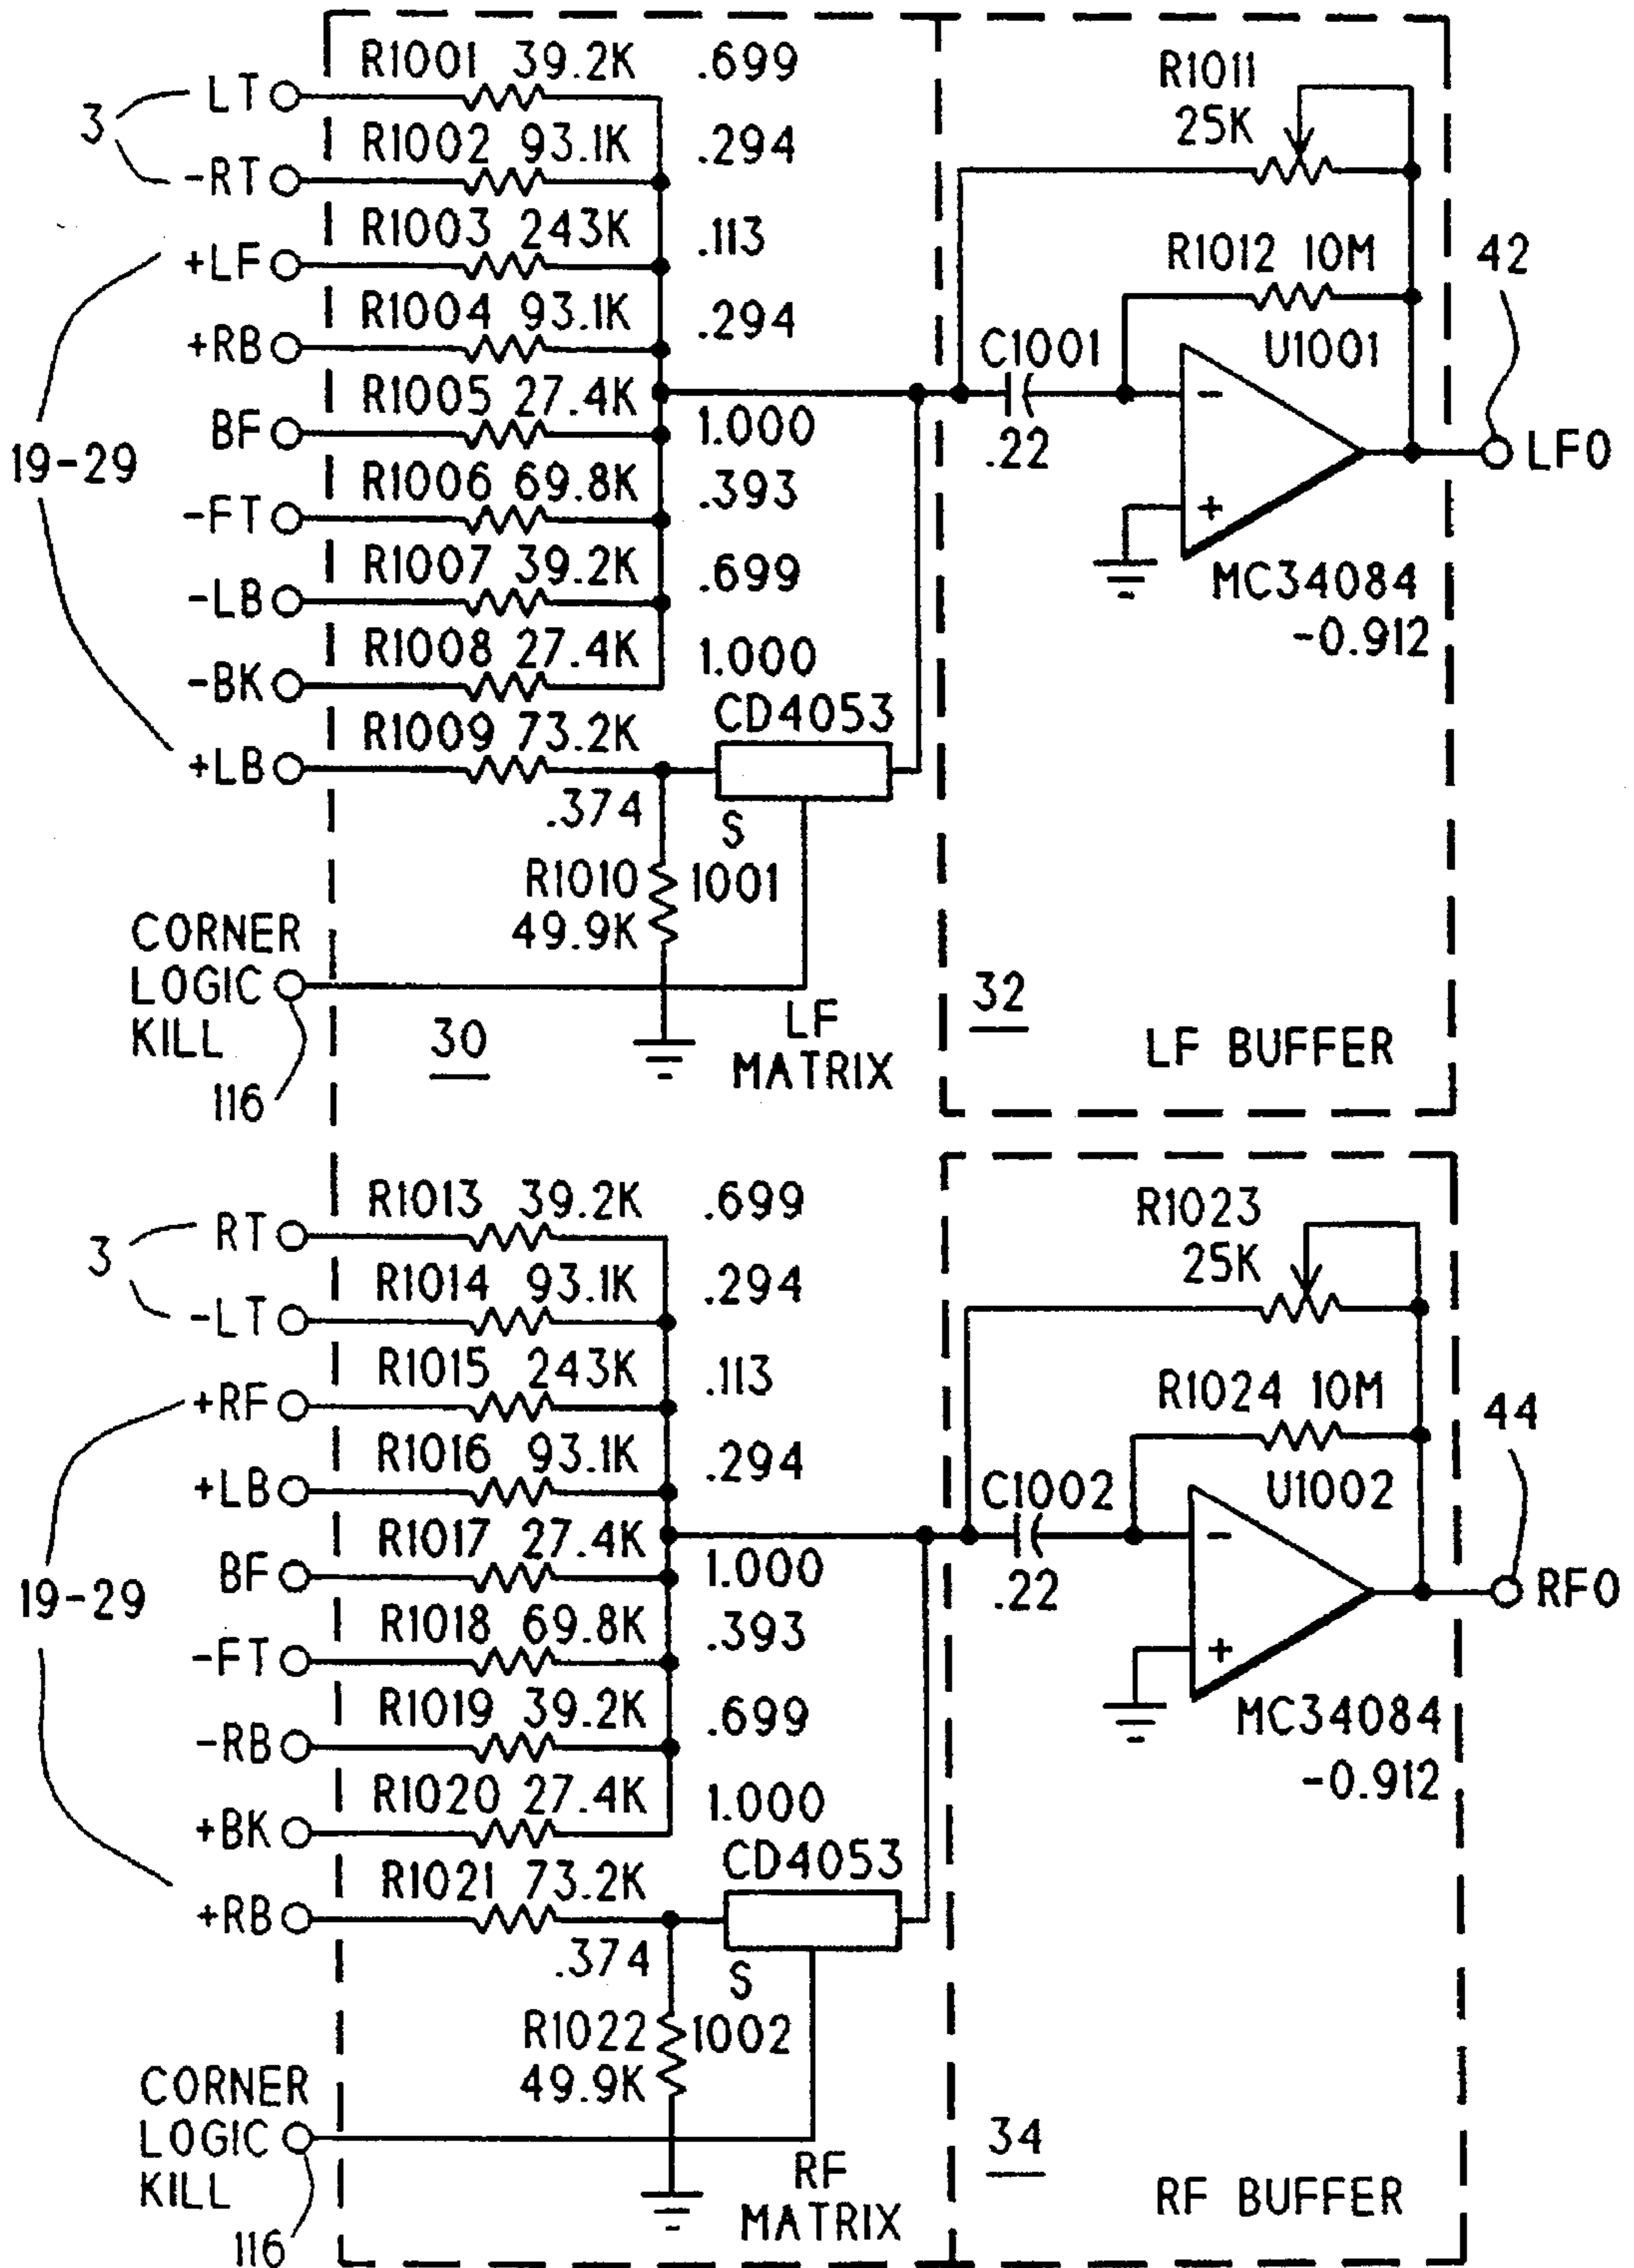 R1001 39.2K .699
LT
3
R1002 93.1K .294
-RT
R1003 243K .113
+LF
R1004 93.1K .294
+RB
R1005 27.4K 1.000
BF
19-29
R1006 69.8K .393
-FT
R1007 39.2K .699
-LB
R1008 27.4K 1.000
-BK
CD4053
R1009 73.2K
+LB
.374
S
1001
R1010
49.9K
CORNER
LOGIC
KILL
116
30
LF
MATRIX
R1011
25K
R1012 10M
42
C1001
.22
U1001
-
+
LFO
MC34084
-0.912
32
LF BUFFER
R1013 39.2K .699
RT
3
R1014 93.1K .294
-LT
R1015 243K .113
+RF
R1016 93.1K .294
+LB
R1017 27.4K 1.000
BF
19-29
R1018 69.8K .393
-FT
R1019 39.2K .699
-RB
R1020 27.4K 1.000
+BK
CD4053
R1021 73.2K
+RB
.374
S
1002
R1022
49.9K
CORNER
LOGIC
KILL
116
RF
MATRIX
R1023
25K
R1024 10M
44
C1002
.22
U1002
-
+
RFO
MC34084
-0.912
34
RF BUFFER